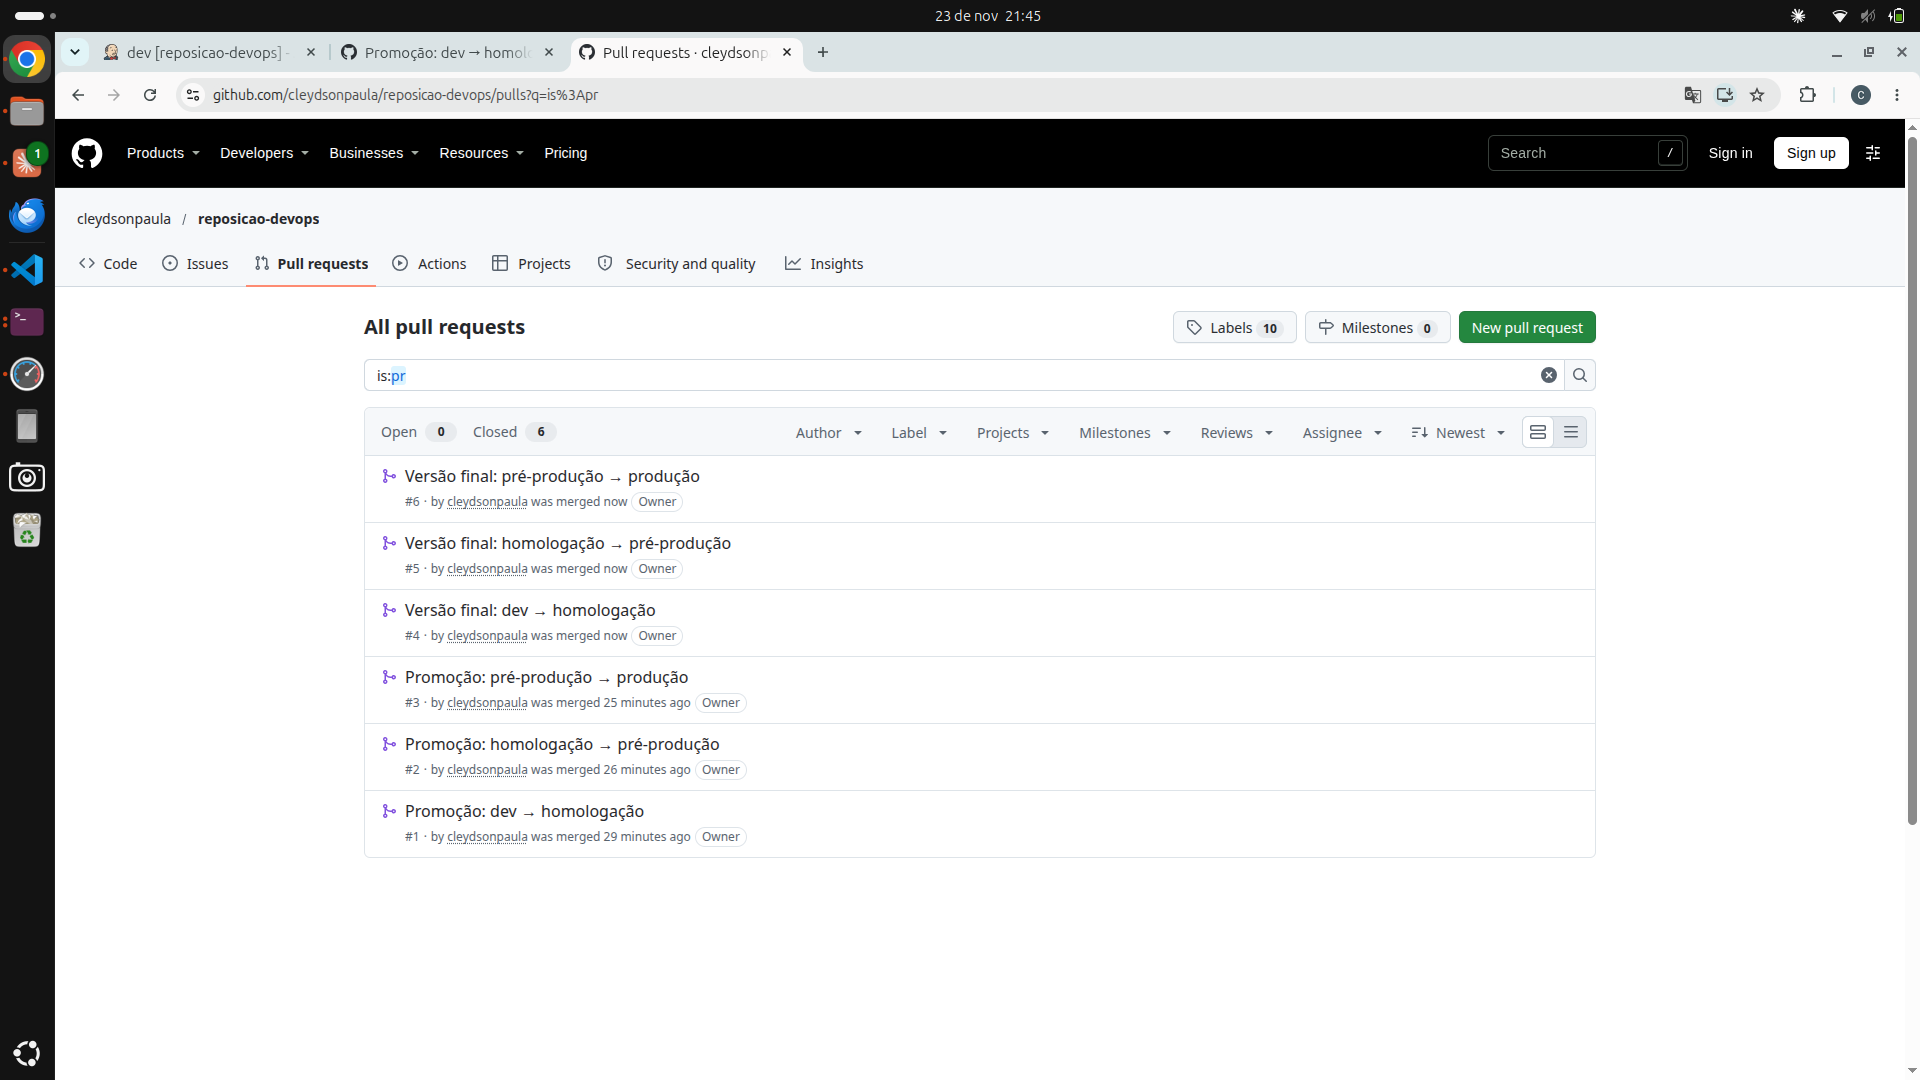 23 de nov 21:45
dev [reposicao-devops] -
Promoção: dev → homolo
Pull requests · cleydsonp
github.com/cleydsonpaula/reposicao-devops/pulls?q=is%3Apr
C
1
Products
Developers
Businesses
Resources
Pricing
Search
/
Sign in
Sign up
cleydsonpaula / reposicao-devops
Code
Issues
Pull requests
Actions
Projects
Security and quality
Insights
All pull requests
Labels 10
Milestones 0
New pull request
is:pr
Open 0
Closed 6
Author
Label
Projects
Milestones
Reviews
Assignee
Newest
Versão final: pré-produção → produção
#6 · by cleydsonpaula was merged now Owner
Versão final: homologação → pré-produção
#5 · by cleydsonpaula was merged now Owner
Versão final: dev → homologação
#4 · by cleydsonpaula was merged now Owner
Promoção: pré-produção → produção
#3 · by cleydsonpaula was merged 25 minutes ago Owner
Promoção: homologação → pré-produção
#2 · by cleydsonpaula was merged 26 minutes ago Owner
Promoção: dev → homologação
#1 · by cleydsonpaula was merged 29 minutes ago Owner